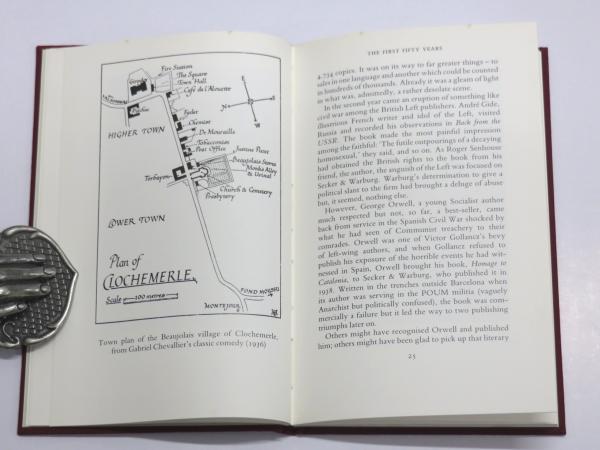 Fire Station
The Square
Town Hall
Café de l'Alouette
HIGHER TOWN
Chemist
De Mourailla
Tobacconist
Post Office
Justine Putet
Beaujolais Stores
Monks Alley
& Urinal
Torbayon
Church & Cemetery
Presbytery
LOWER TOWN
Plan of
CLOCHEMERLE
Scale 100 metres
MONTEJOUR
Town plan of the Beaujolais village of Clochemerle,
from Gabriel Chevallier's classic comedy (1936)
THE FIRST FIFTY YEARS
4,734 copies. It was on its way to far greater things – to
sales in one language and another which could be counted
in hundreds of thousands. Already it was a gleam of light
in what was, admittedly, a rather desolate scene.
In the second year came an eruption of something like
civil war among the British Left publishers. André Gide,
illustrious French writer and idol of the Left, visited
Russia and recorded his observations in Back from the
USSR. The book made the most painful impression
among the faithful: 'The futile outpourings of a decaying
homosexual,' they said, and so on. As Roger Senhouse
had obtained the British rights to the book from his
friend, the author, the anguish of the Left was focused on
Secker & Warburg. Warburg's determination to give a
political slant to the firm had brought a deluge of abuse
but, it seemed, nothing else.
However, George Orwell, a young Socialist author
much respected but not, so far, a best-seller, came
back from service in the Spanish Civil War shocked by
what he had seen of Communist treachery to their
comrades. Orwell was one of Victor Gollancz's bevy
of left-wing authors, and when Gollancz refused to
publish his exposure of the horrible events he had wit-
nessed in Spain, Orwell brought his book, Homage to
Catalonia, to Secker & Warburg, who published it in
1938. Written in the trenches outside Barcelona when
its author was serving in the POUM militia (vaguely
Anarchist but politically confused), the book was com-
mercially a failure but it led the way to two publishing
triumphs later on.
Others might have recognised Orwell and published
him; others might have been glad to pick up that literary
25